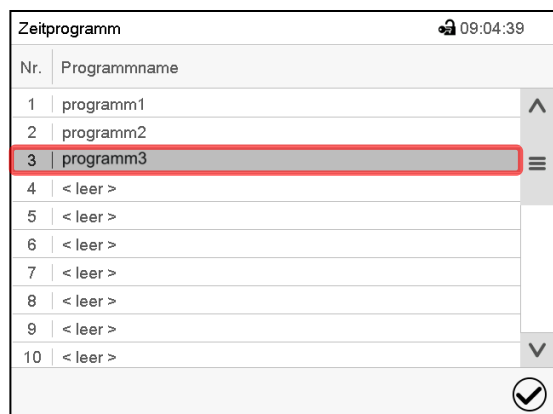 Zeitprogramm 09:04:39
Nr. Programmname
1 programm1
2 programm2
3 programm3
4 < leer >
5 < leer >
6 < leer >
7 < leer >
8 < leer >
9 < leer >
10 < leer >